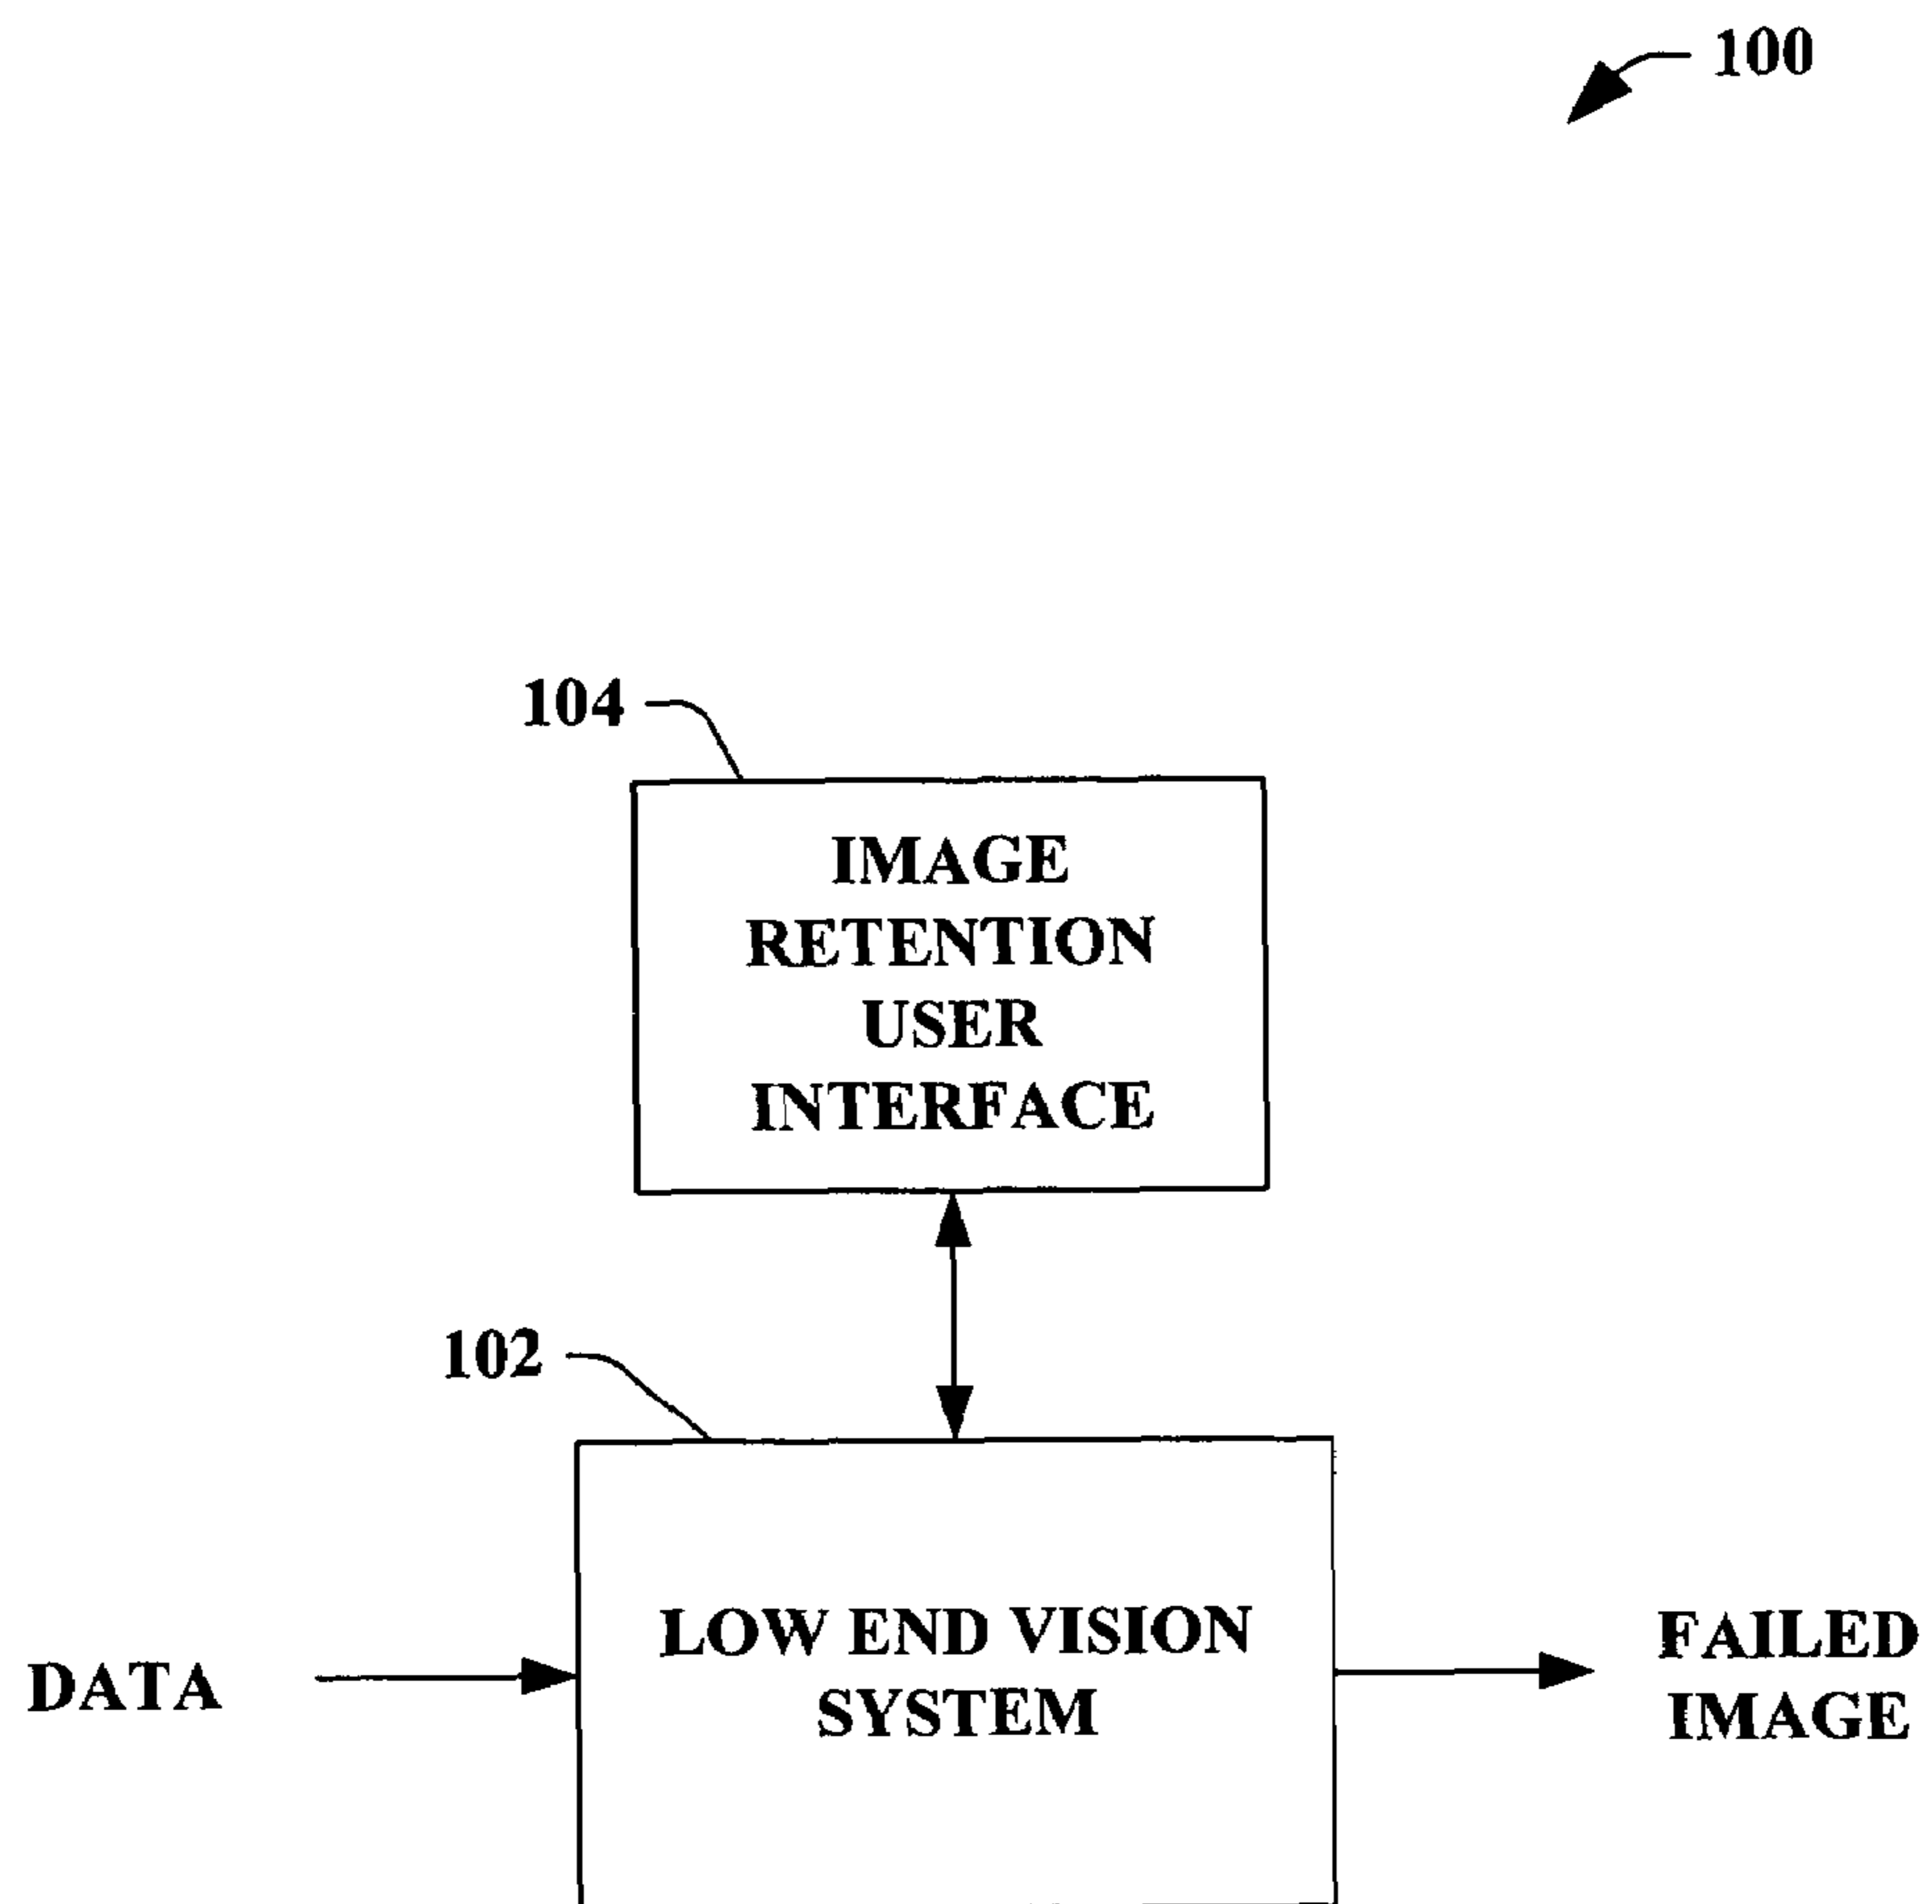 100
104
IMAGE
RETENTION
USER
INTERFACE
102
LOW END VISION
SYSTEM
DATA
FAILED
IMAGE